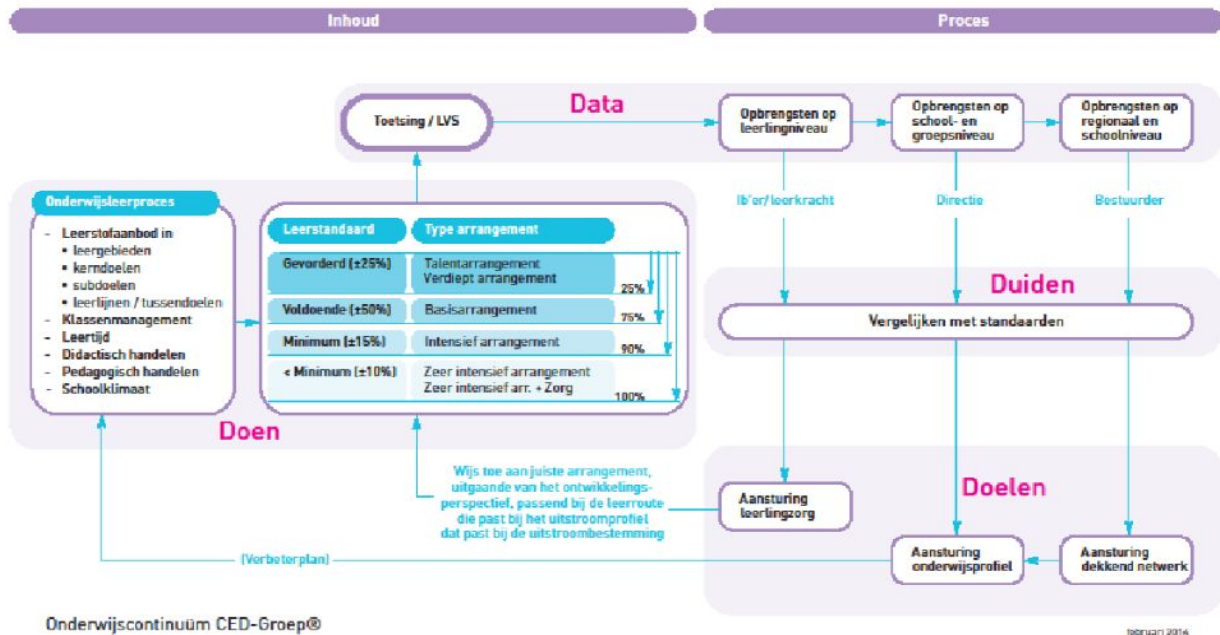 Inhoud
Proces
Data
Toetsing / LVS
Opbrengsten op
leerlingniveau
Opbrengsten op
school- en
groepsniveau
Opbrengsten op
regionaal en
schoolniveau
Ib'er/leerkracht
Directie
Bestuurder
Onderwijsleerproces
- Leerstofaanbod in
▪ leergebieden
▪ kerndoelen
▪ subdoelen
▪ leerlijnen / tussendoelen
- Klassenmanagement
- Leertijd
- Didactisch handelen
- Pedagogisch handelen
- Schoolklimaat
Leerstandaard
Type arrangement
Gevorderd (±25%)
Talentarrangement
Verdiept arrangement
25%
Voldoende (±50%)
Basisarrangement
75%
Minimum (±15%)
Intensief arrangement
90%
< Minimum (±10%)
Zeer intensief arrangement
Zeer intensief arr. + Zorg
100%
Doen
Duiden
Vergelijken met standaarden
Wijs toe aan juiste arrangement,
uitgaande van het ontwikkelings-
perspectief, passend bij de leerroute
die past bij het uitstroomprofiel
dat past bij de uitstroombestemming
Doelen
Aansturing
leerlingzorg
(Verbeterplan)
Aansturing
onderwijsprofiel
Aansturing
dekkend netwerk
Onderwijscontinuüm CED-Groep®
februari 2014